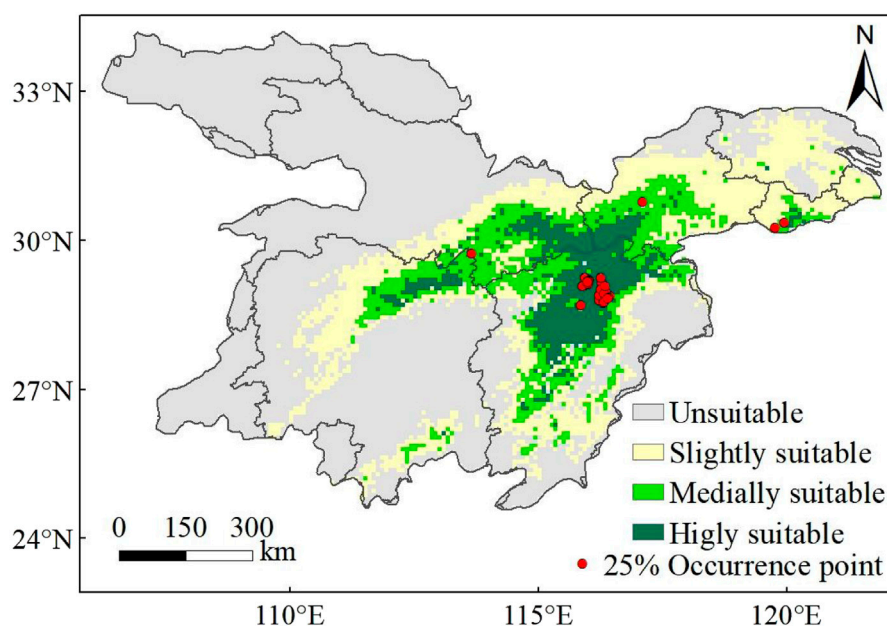 N
33°N
30°N
27°N
24°N
Unsuitable
Slightly suitable
Medially suitable
Higly suitable
25% Occurrence point
0 150 300
km
110°E 115°E 120°E